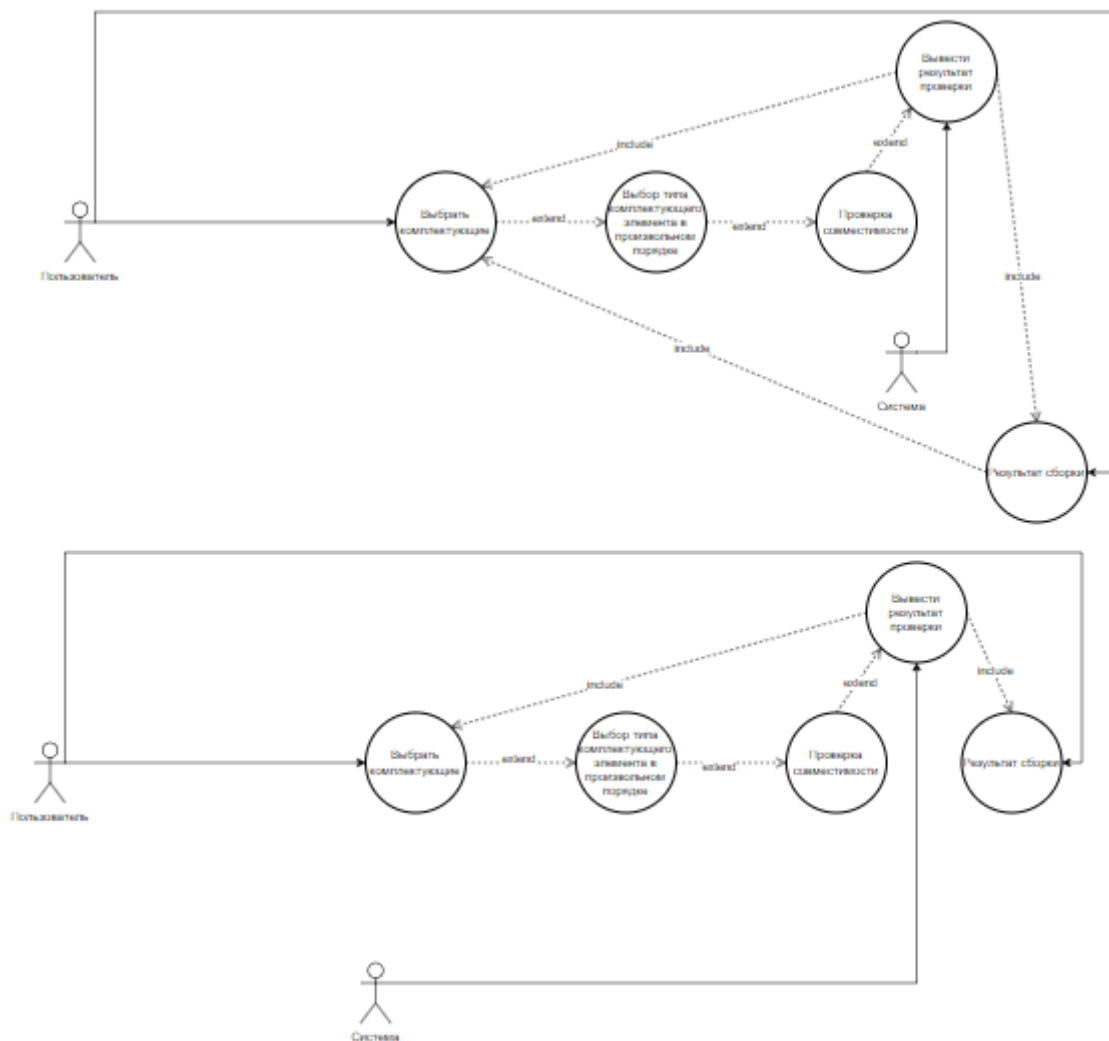 Вывести
результат
проверки
include
extend
Выбрать
комплектующие
extend
Выбор типа
комплектующего
элемента в
произвольном
порядке
extend
Проверка
совместимости
Пользователь
include
include
Система
Результат сборки
Вывести
результат
проверки
include
extend
include
Выбрать
комплектующие
extend
Выбор типа
комплектующего
элемента в
произвольном
порядке
extend
Проверка
совместимости
Результат сборки
Пользователь
Система